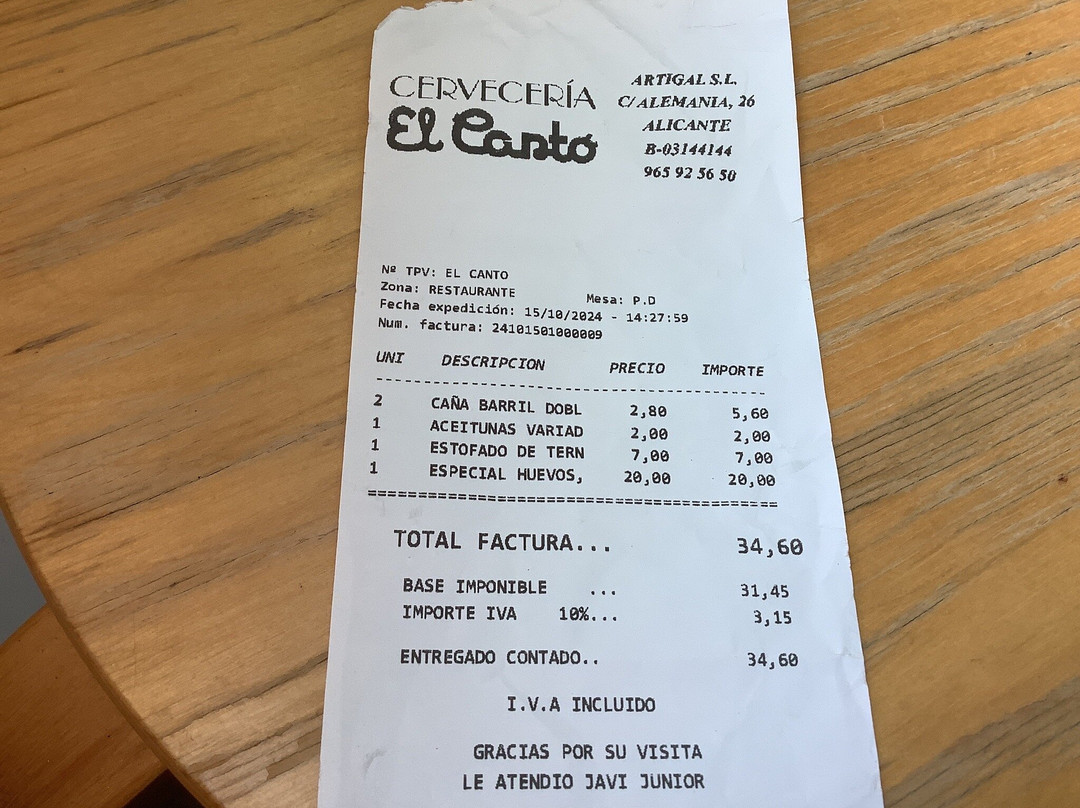 CERVECERÍA
El Canto
ARTIGAL S.L.
C/ALEMANIA, 26
ALICANTE
B-03144144
965 92 56 50
Nº TPV: EL CANTO
Zona: RESTAURANTE Mesa: P.D
Fecha expedición: 15/10/2024 - 14:27:59
Num. factura: 24101501000009
UNI DESCRIPCION PRECIO IMPORTE
2 CAÑA BARRIL DOBL 2,80 5,60
1 ACEITUNAS VARIAD 2,00 2,00
1 ESTOFADO DE TERN 7,00 7,00
1 ESPECIAL HUEVOS, 20,00 20,00
TOTAL FACTURA... 34,60
BASE IMPONIBLE ... 31,45
IMPORTE IVA 10%... 3,15
ENTREGADO CONTADO.. 34,60
I.V.A INCLUIDO
GRACIAS POR SU VISITA
LE ATENDIO JAVI JUNIOR